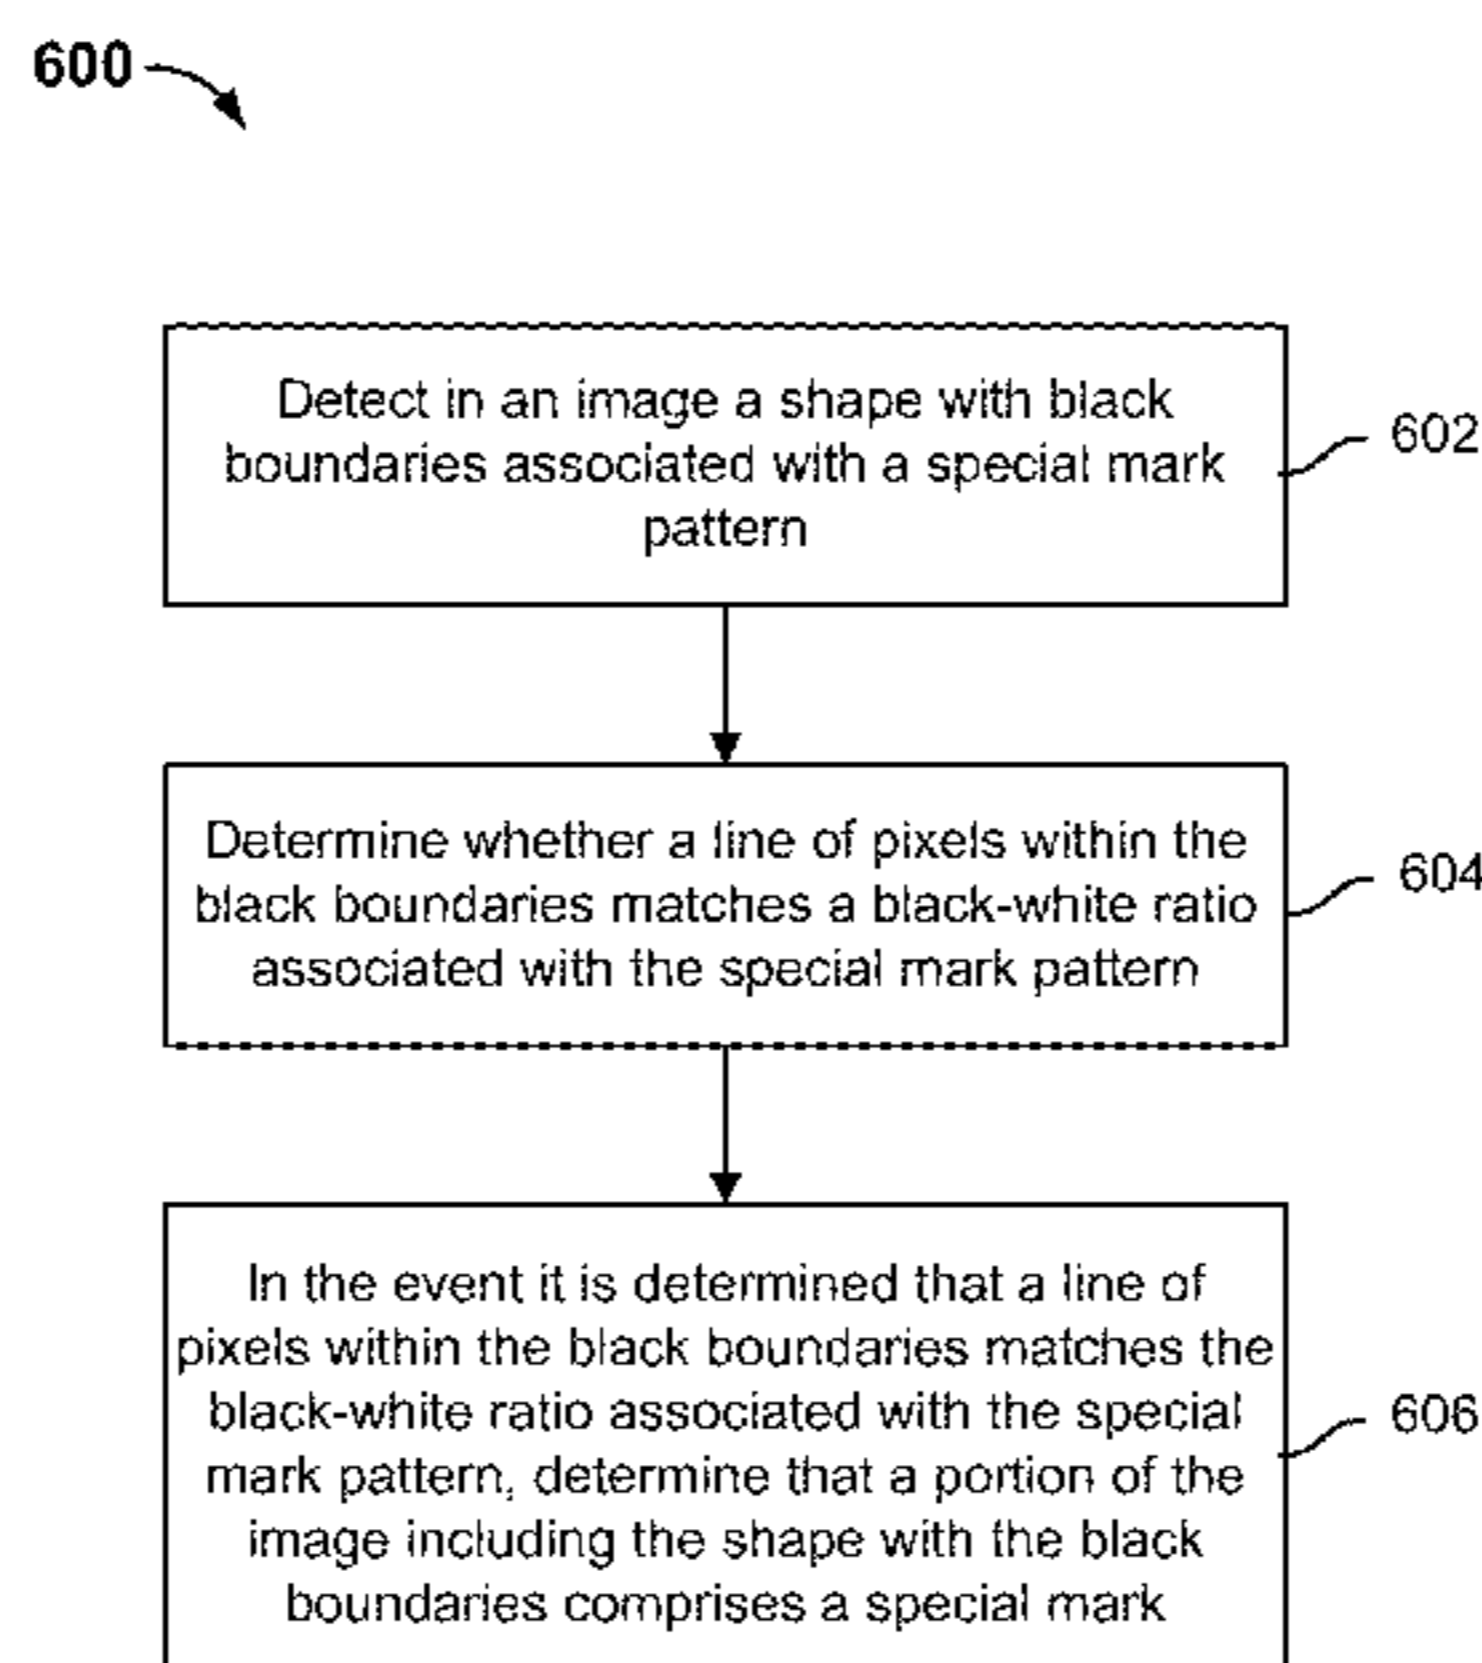 600
Detect in an image a shape with black
boundaries associated with a special mark
pattern
602
Determine whether a line of pixels within the
black boundaries matches a black-white ratio
associated with the special mark pattern
604
In the event it is determined that a line of
pixels within the black boundaries matches the
black-white ratio associated with the special
mark pattern, determine that a portion of the
image including the shape with the black
boundaries comprises a special mark
606